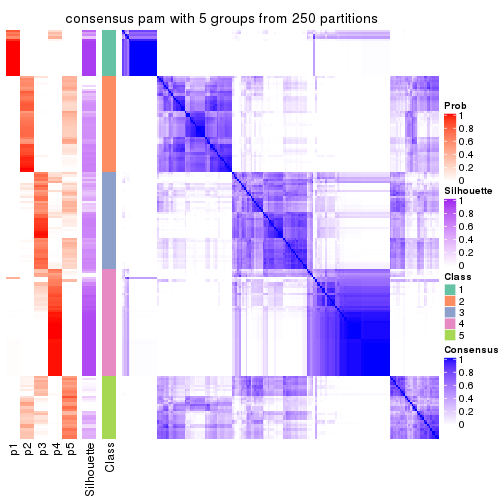 consensus pam with 5 groups from 250 partitions
Prob
1
0.8
0.6
0.4
0.2
0
Silhouette
1
0.8
0.6
0.4
0.2
0
Class
1
2
3
4
5
Consensus
1
0.8
0.6
0.4
0.2
0
p1
p2
p3
p4
p5
Silhouette
Class